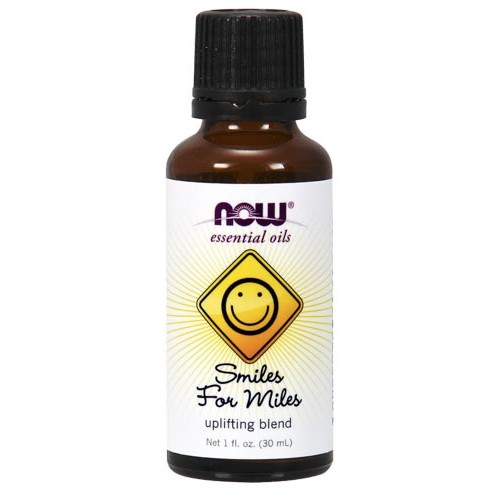 NOW®
essential oils
Smiles
For Miles
uplifting blend
Net 1 fl. oz. (30 mL)